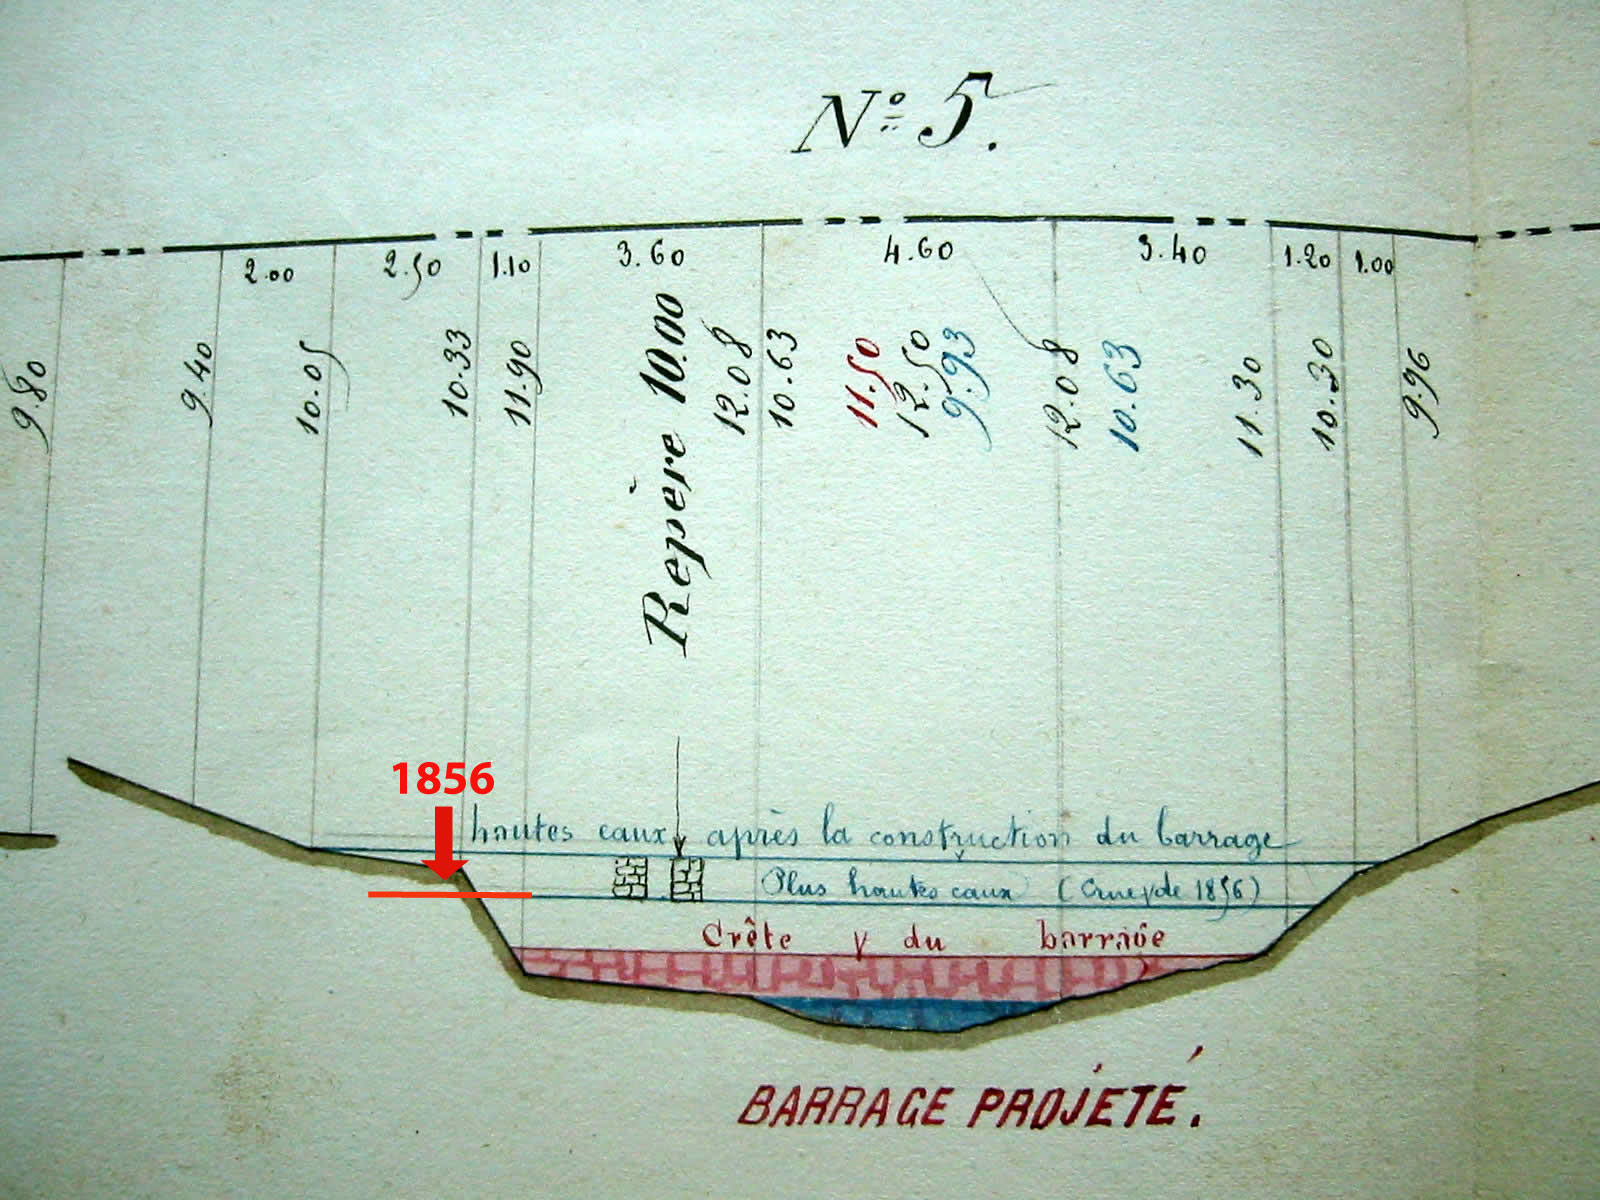 Nº 5.
2.00 2.50 1.10 3.60 4.60 3.40 1.20 1.00
9.80 9.40 10.05 10.33 11.90 Repère 10.00 12.08 10.63 11.50 12.50 9.93 12.08 10.63 11.30 10.30 9.96
1856
hautes eaux après la construction du barrage
Plus hautes eaux (Crue de 1856)
Crête du barrage
BARRAGE PROJETÉ.